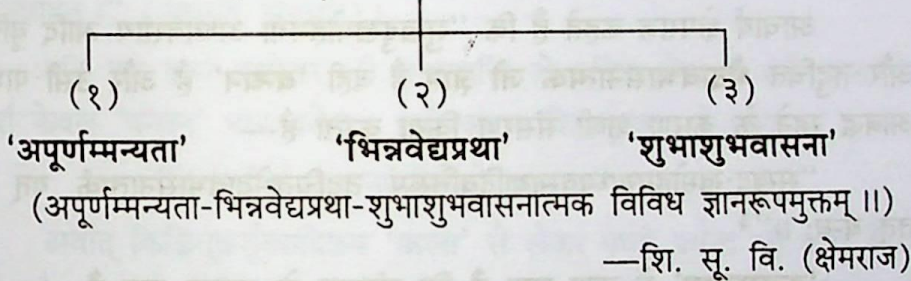 (१) (२) (३)
'अपूर्णम्मन्यता' 'भिन्नवेद्यप्रथा' 'शुभाशुभवासना'
(अपूर्णम्मन्यता-भिन्नवेद्यप्रथा-शुभाशुभवासनात्मक विविध ज्ञानरूपमुक्तम् ॥)
—शि. सू. वि. (क्षेमराज)